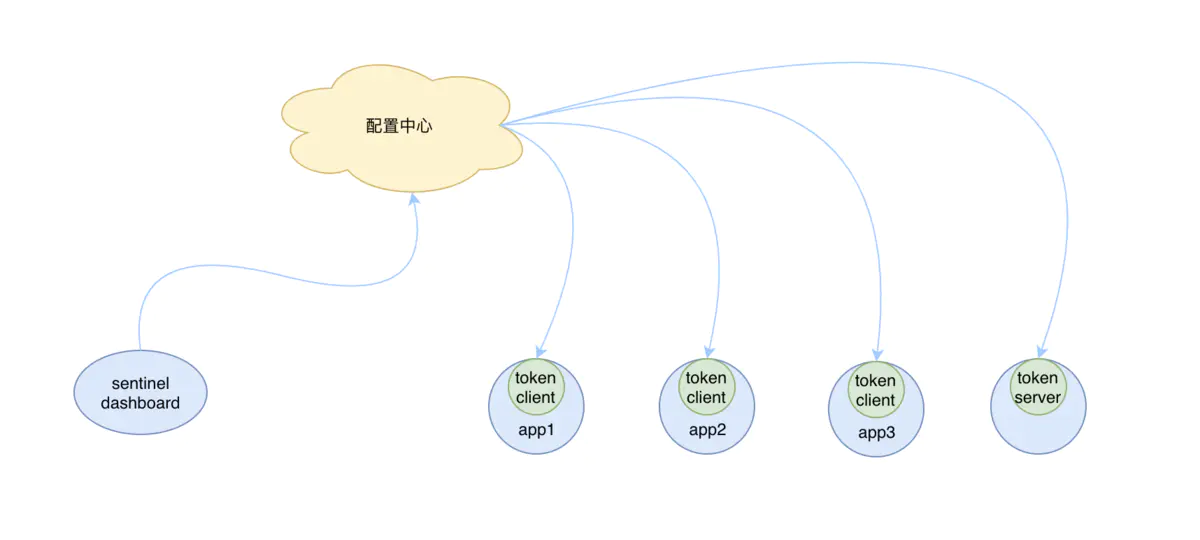 配置中心
sentinel
dashboard
token
client
app1
token
client
app2
token
client
app3
token
server